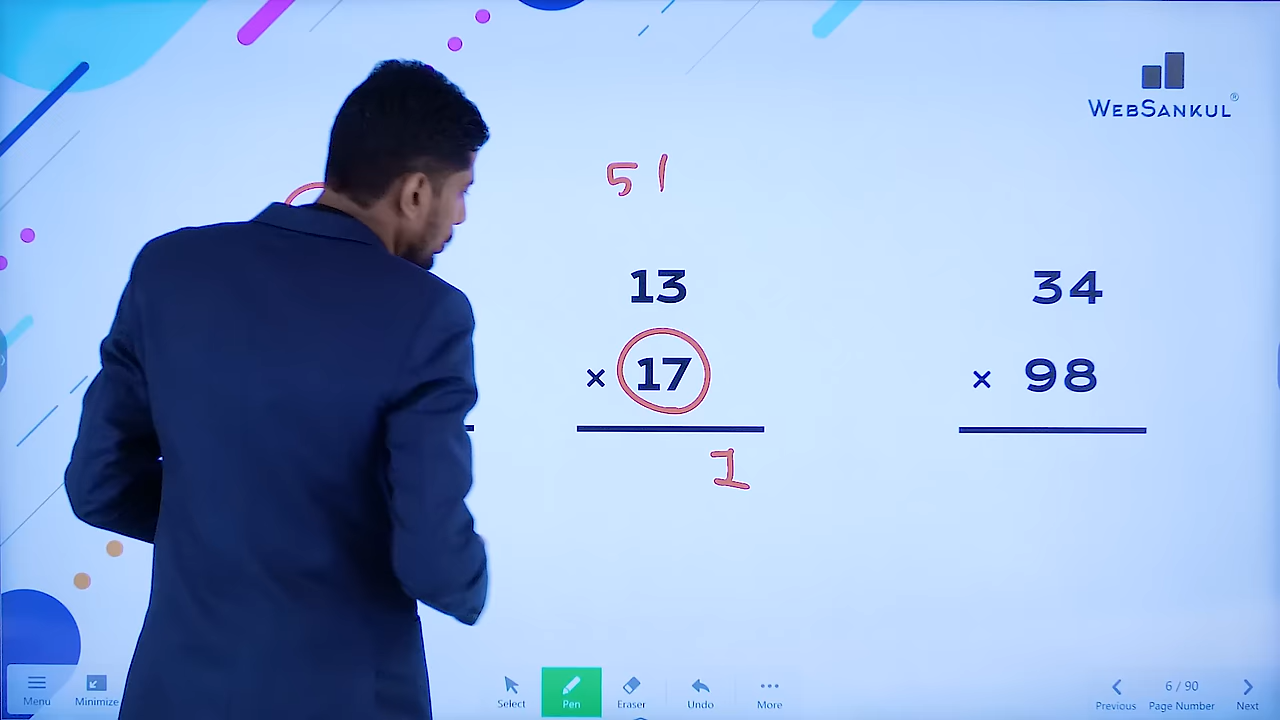 WEBSANKUL®
51
13
× 17
1
34
× 98
Menu
Minimize
Select
Pen
Eraser
Undo
More
Previous
6 / 90
Page Number
Next